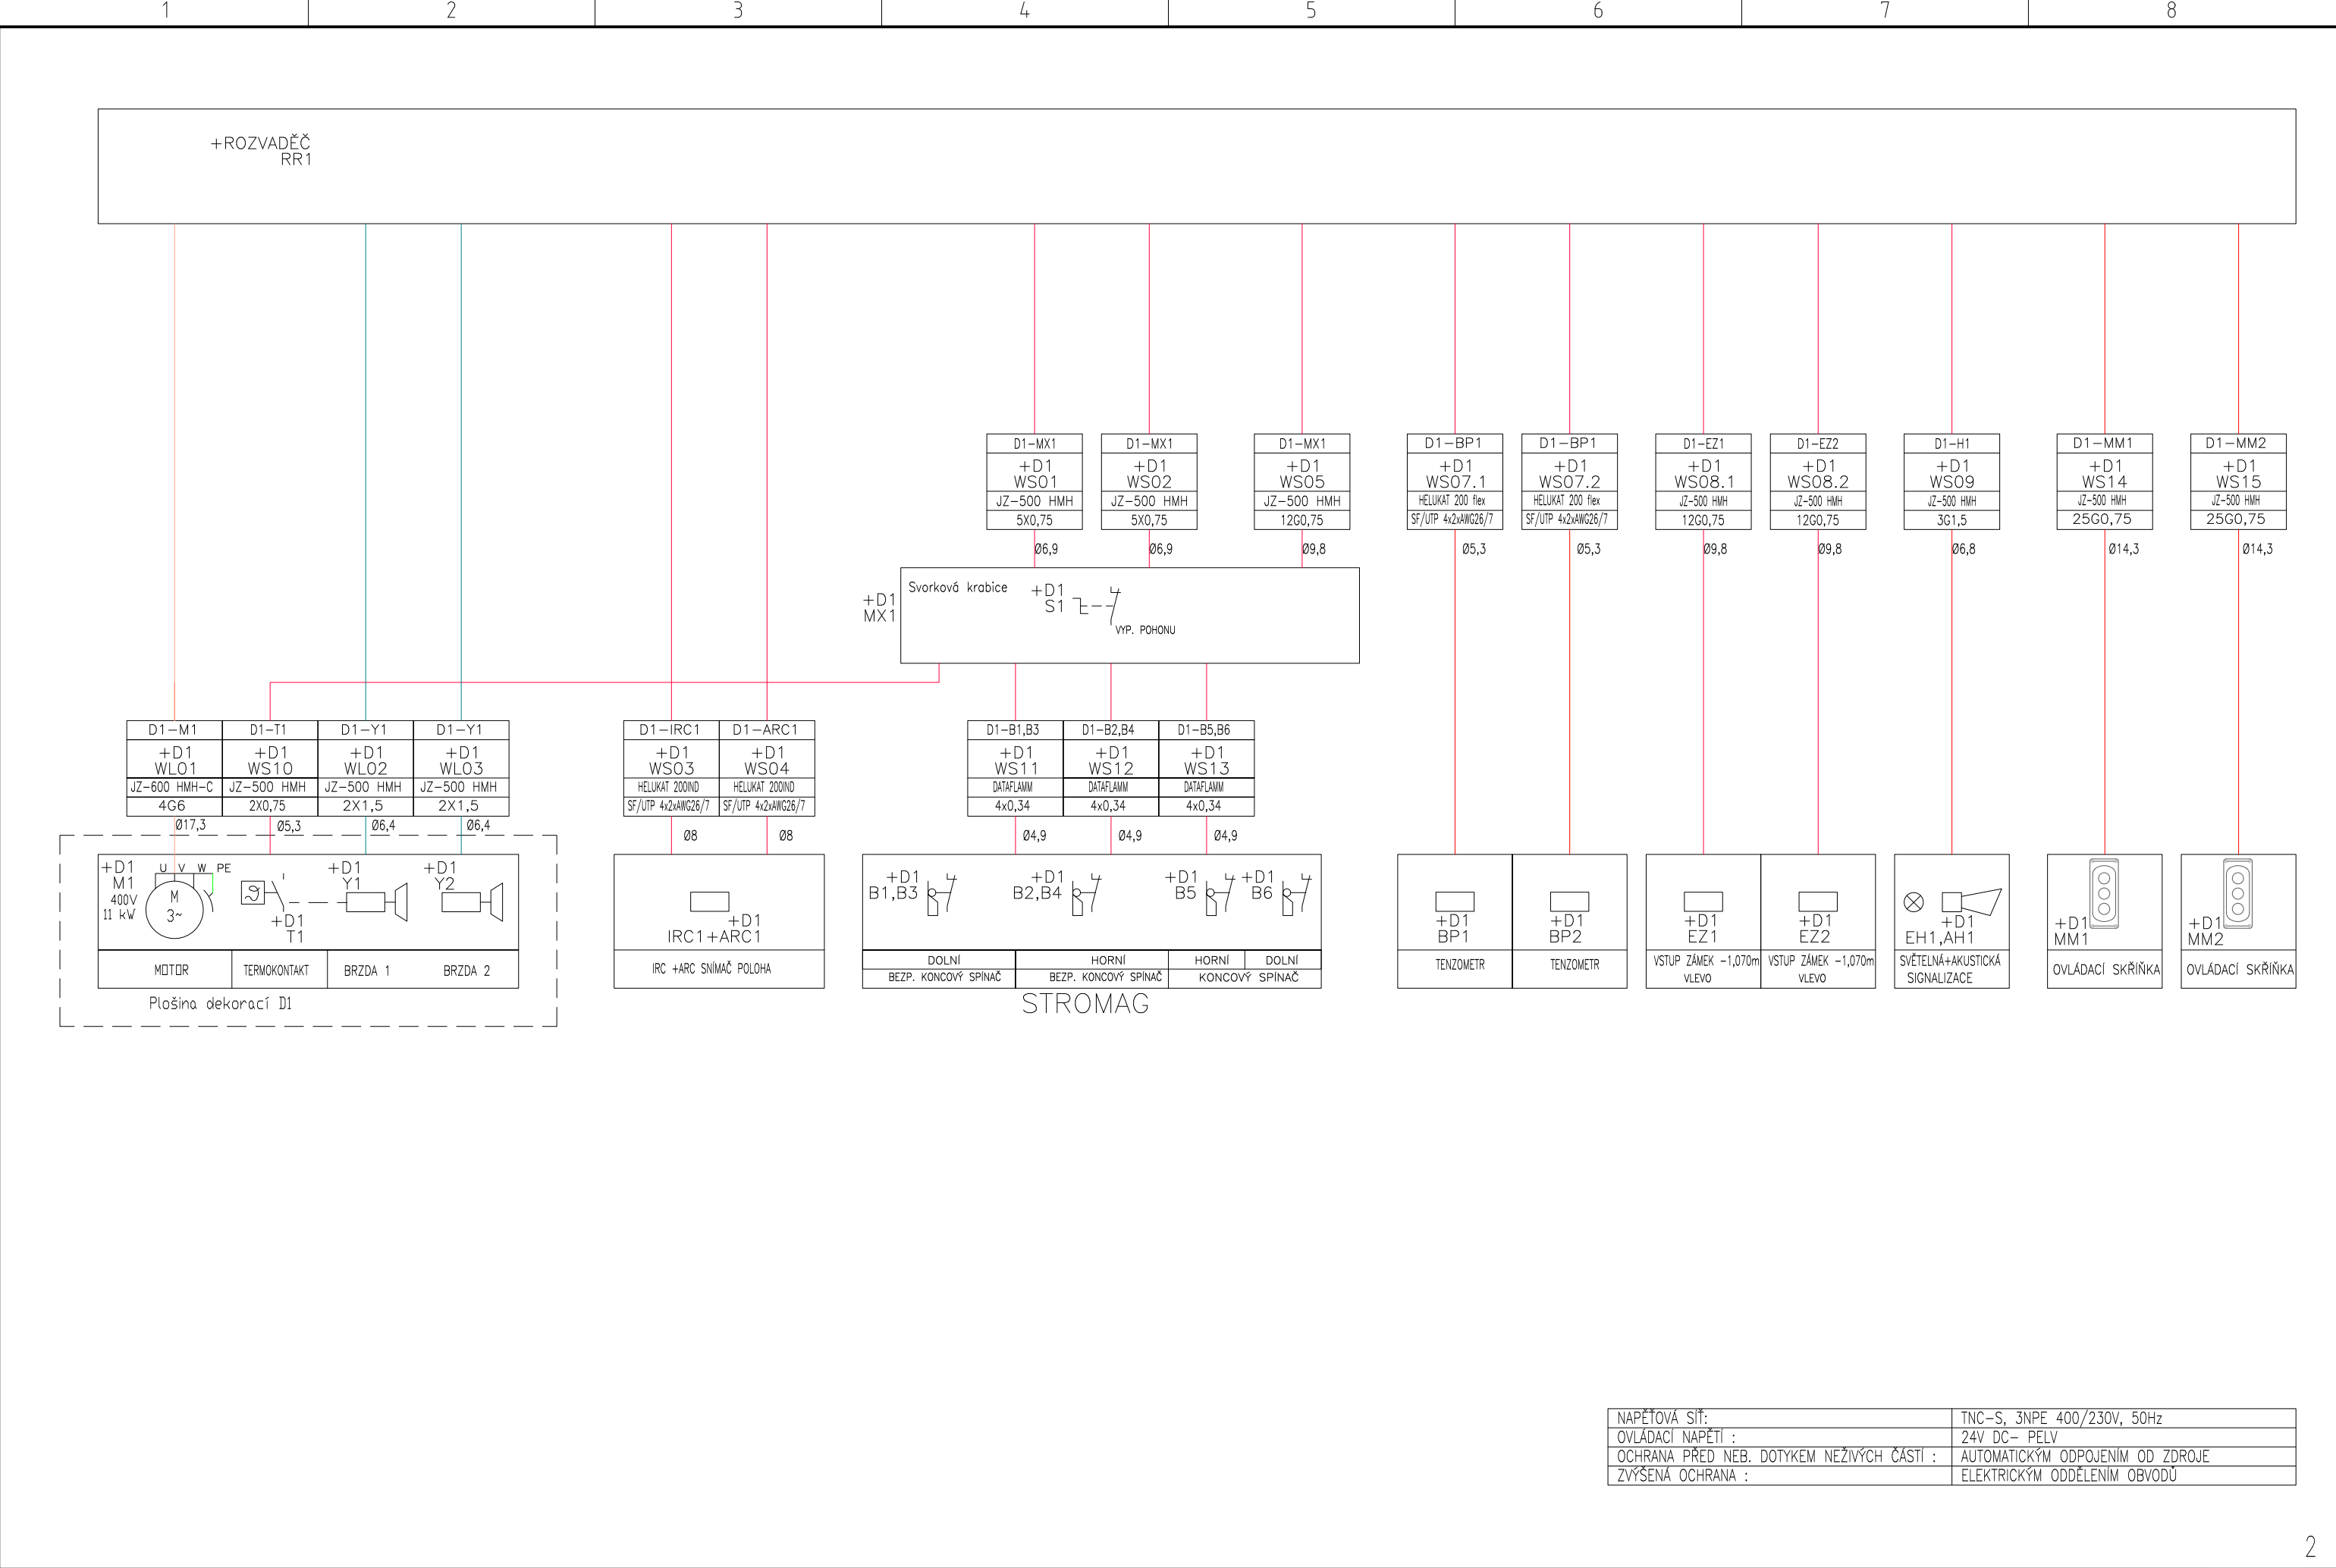 1 2 3 4 5 6 7 8
+ROZVADĚČ
RR1
D1-MX1 D1-MX1 D1-MX1 D1-BP1 D1-BP1 D1-EZ1 D1-EZ2 D1-H1 D1-MM1 D1-MM2
+D1 +D1 +D1 +D1 +D1 +D1 +D1 +D1 +D1 +D1
WS01 WS02 WS05 WS07.1 WS07.2 WS08.1 WS08.2 WS09 WS14 WS15
JZ-500 HMH JZ-500 HMH JZ-500 HMH HELUKAT 200 flex HELUKAT 200 flex JZ-500 HMH JZ-500 HMH JZ-500 HMH JZ-500 HMH JZ-500 HMH
5X0,75 5X0,75 12G0,75 SF/UTP 4x2xAWG26/7 SF/UTP 4x2xAWG26/7 12G0,75 12G0,75 3G1,5 25G0,75 25G0,75
Ø6,9 Ø6,9 Ø9,8 Ø5,3 Ø5,3 Ø9,8 Ø9,8 Ø6,8 Ø14,3 Ø14,3
+D1
MX1
Svorková krabice
+D1
S1
VYP. POHONU
D1-M1 D1-T1 D1-Y1 D1-Y1 D1-IRC1 D1-ARC1 D1-B1,B3 D1-B2,B4 D1-B5,B6
+D1 +D1 +D1 +D1 +D1 +D1 +D1 +D1 +D1
WL01 WS10 WL02 WL03 WS03 WS04 WS11 WS12 WS13
JZ-600 HMH-C JZ-500 HMH JZ-500 HMH JZ-500 HMH HELUKAT 200IND HELUKAT 200IND DATAFLAMM DATAFLAMM DATAFLAMM
4G6 2X0,75 2X1,5 2X1,5 SF/UTP 4x2xAWG26/7 SF/UTP 4x2xAWG26/7 4x0,34 4x0,34 4x0,34
Ø17,3 Ø5,3 Ø6,4 Ø6,4 Ø8 Ø8 Ø4,9 Ø4,9 Ø4,9
+D1
M1
400V
11 kW
U V W PE
M
3~
+D1
T1
+D1
Y1
+D1
Y2
MOTOR TERMOKONTAKT BRZDA 1 BRZDA 2
Plošina dekorací D1
+D1
IRC1+ARC1
IRC +ARC SNÍMAČ POLOHA
+D1
B1,B3
+D1
B2,B4
+D1
B5
+D1
B6
DOLNÍ HORNÍ HORNÍ DOLNÍ
BEZP. KONCOVÝ SPÍNAČ BEZP. KONCOVÝ SPÍNAČ KONCOVÝ SPÍNAČ
STROMAG
+D1
BP1
TENZOMETR
+D1
BP2
TENZOMETR
+D1
EZ1
VSTUP ZÁMEK -1,070m
VLEVO
+D1
EZ2
VSTUP ZÁMEK -1,070m
VLEVO
+D1
EH1,AH1
SVĚTELNÁ+AKUSTICKÁ
SIGNALIZACE
+D1
MM1
OVLÁDACÍ SKŘÍŇKA
+D1
MM2
OVLÁDACÍ SKŘÍŇKA
NAPĚŤOVÁ SÍŤ: TNC-S, 3NPE 400/230V, 50Hz
OVLÁDACÍ NAPĚTÍ : 24V DC- PELV
OCHRANA PŘED NEB. DOTYKEM NEŽIVÝCH ČÁSTÍ : AUTOMATICKÝM ODPOJENÍM OD ZDROJE
ZVÝŠENÁ OCHRANA : ELEKTRICKÝM ODDĚLENÍM OBVODŮ
2